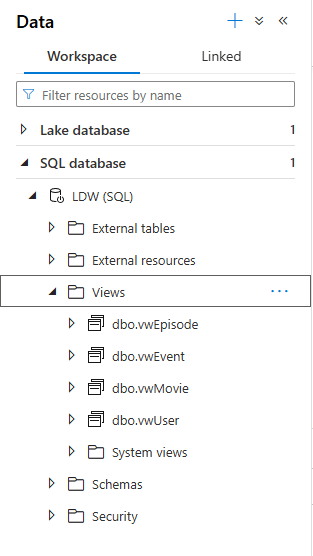 Data
Workspace Linked
Filter resources by name
Lake database 1
SQL database 1
LDW (SQL)
External tables
External resources
Views ...
dbo.vwEpisode
dbo.vwEvent
dbo.vwMovie
dbo.vwUser
System views
Schemas
Security